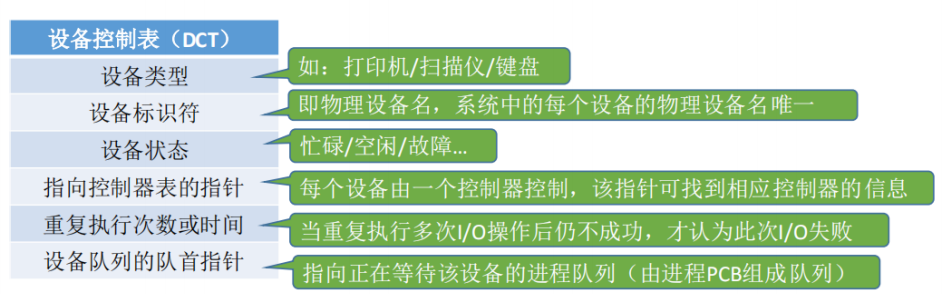 设备控制表（DCT）
设备类型
如：打印机/扫描仪/键盘
设备标识符
即物理设备名，系统中的每个设备的物理设备名唯一
设备状态
忙碌/空闲/故障…
指向控制器表的指针
每个设备由一个控制器控制，该指针可找到相应控制器的信息
重复执行次数或时间
当重复执行多次I/O操作后仍不成功，才认为此次I/O失败
设备队列的队首指针
指向正在等待该设备的进程队列（由进程PCB组成队列）